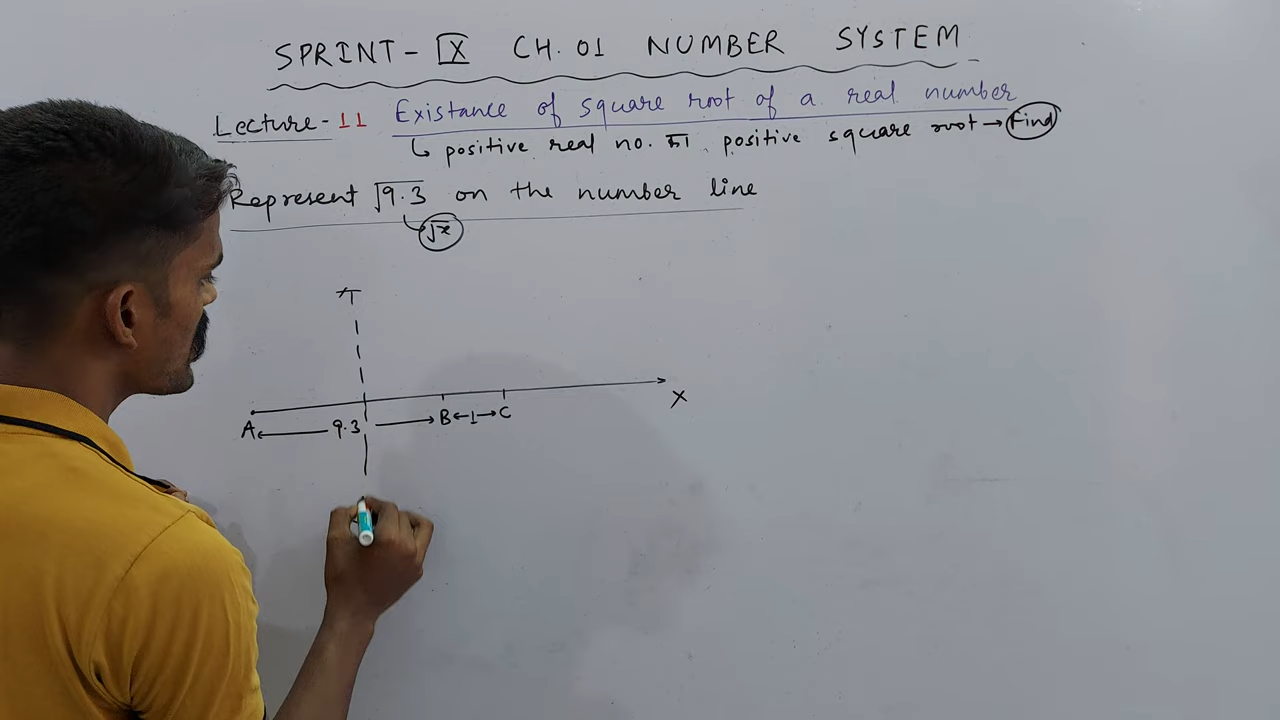 SPRINT - IX CH. 01 NUMBER SYSTEM
Lecture - 11 Existance of square root of a real number
↳ positive real no. का positive square root → Find
Represent √9.3 on the number line
√x
X
A ← 9.3 → B ← 1 → C